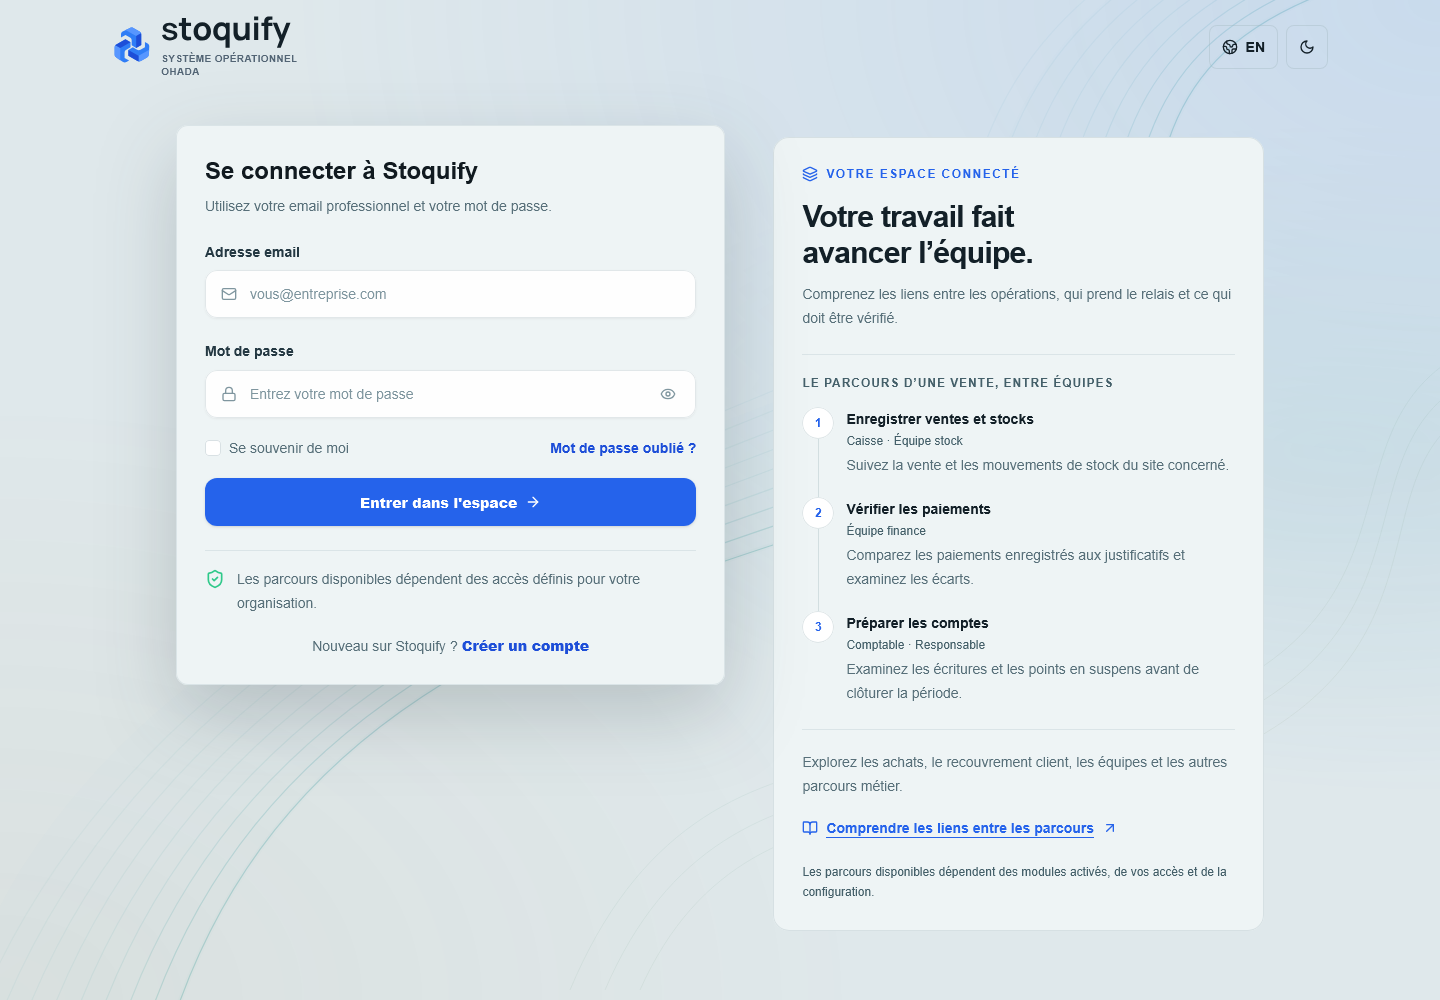 stoquify
SYSTÈME OPÉRATIONNEL
OHADA
EN
Se connecter à Stoquify
Utilisez votre email professionnel et votre mot de passe.
Adresse email
vous@entreprise.com
Mot de passe
Entrez votre mot de passe
Se souvenir de moi
Mot de passe oublié ?
Entrer dans l'espace
Les parcours disponibles dépendent des accès définis pour votre
organisation.
Nouveau sur Stoquify ? Créer un compte
VOTRE ESPACE CONNECTÉ
Votre travail fait
avancer l’équipe.
Comprenez les liens entre les opérations, qui prend le relais et ce qui
doit être vérifié.
LE PARCOURS D’UNE VENTE, ENTRE ÉQUIPES
1
Enregistrer ventes et stocks
Caisse · Équipe stock
Suivez la vente et les mouvements de stock du site concerné.
2
Vérifier les paiements
Équipe finance
Comparez les paiements enregistrés aux justificatifs et
examinez les écarts.
3
Préparer les comptes
Comptable · Responsable
Examinez les écritures et les points en suspens avant de
clôturer la période.
Explorez les achats, le recouvrement client, les équipes et les autres
parcours métier.
Comprendre les liens entre les parcours
Les parcours disponibles dépendent des modules activés, de vos accès et de la
configuration.